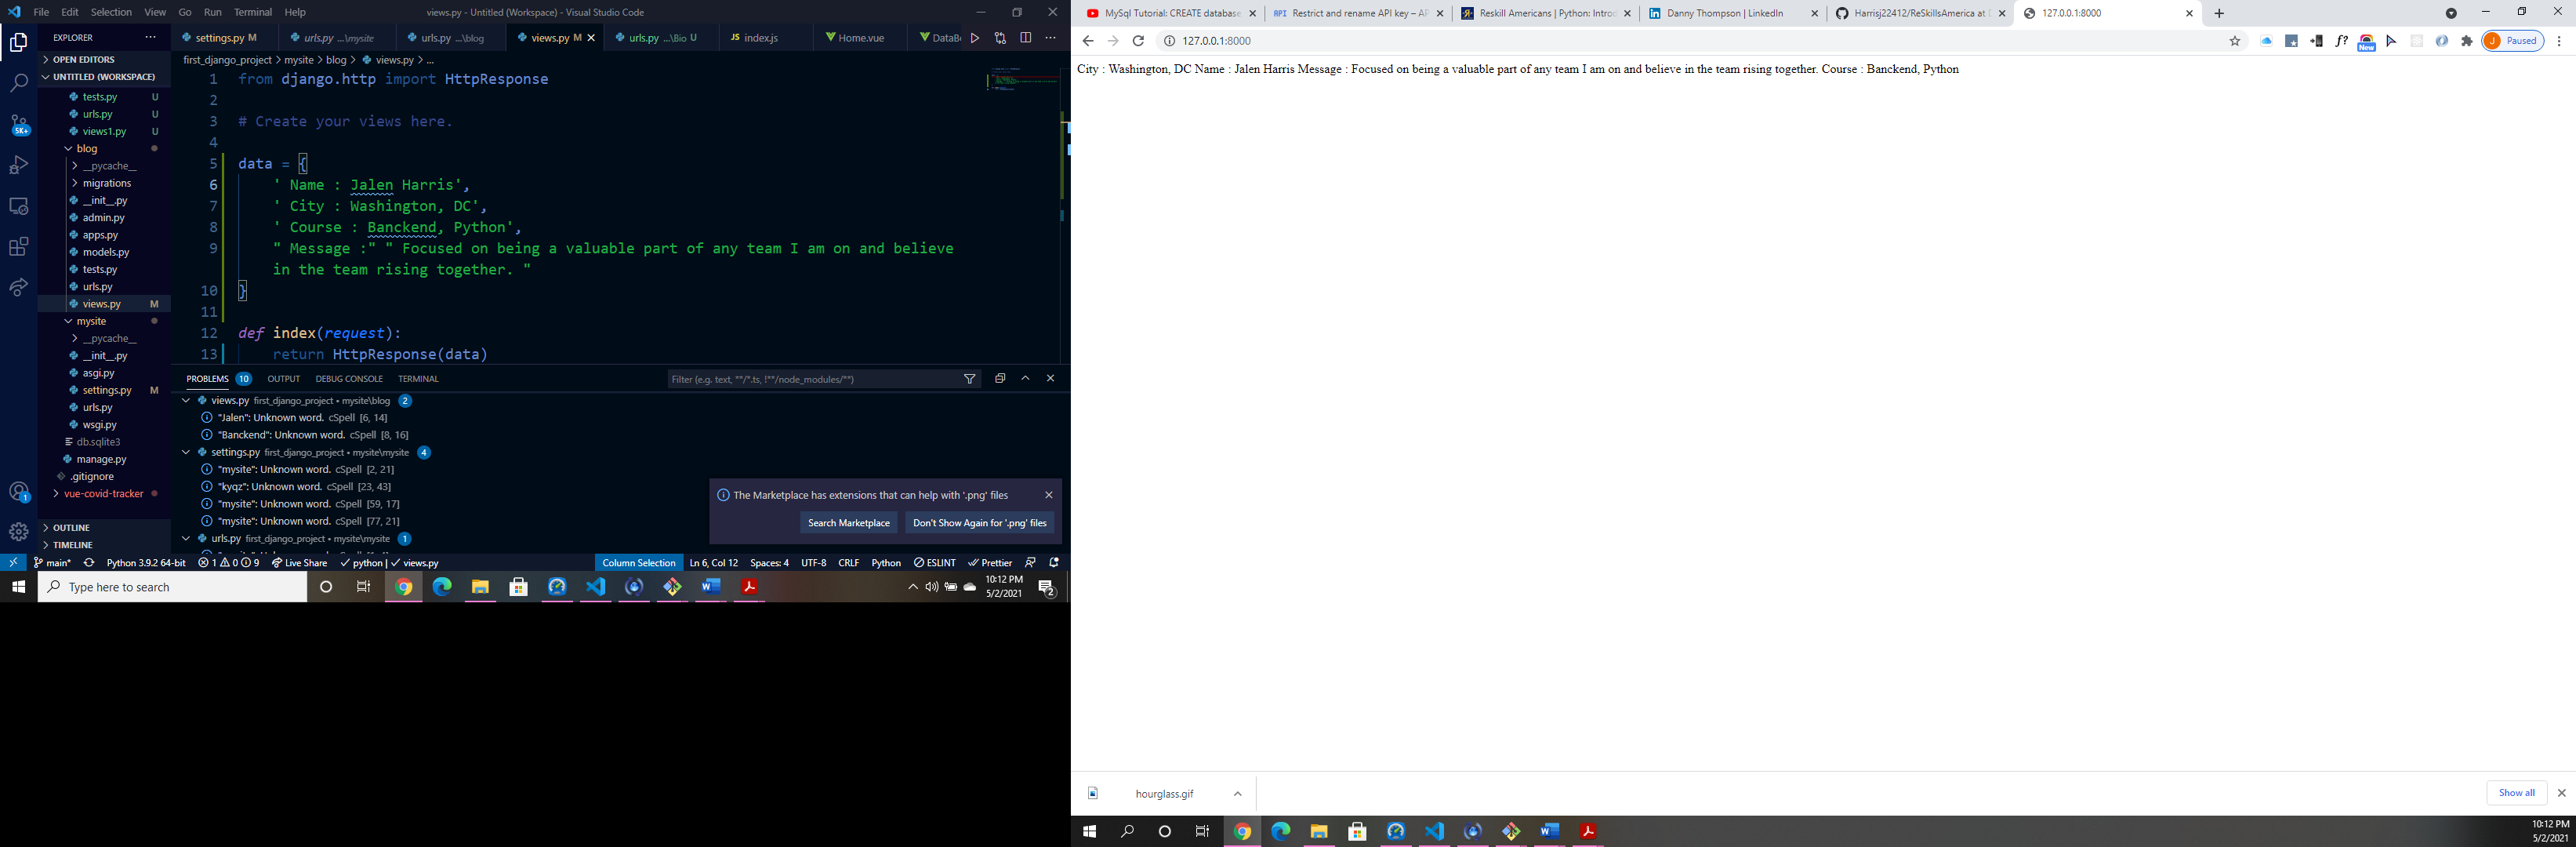 File Edit Selection View Go Run Terminal Help
views.py - Untitled (Workspace) - Visual Studio Code
EXPLORER
OPEN EDITORS
UNTITLED (WORKSPACE)
tests.py U
urls.py U
views1.py U
blog
__pycache__
migrations
__init__.py
admin.py
apps.py
models.py
tests.py
urls.py
views.py M
mysite
__pycache__
__init__.py
asgi.py
settings.py M
urls.py
wsgi.py
db.sqlite3
manage.py
.gitignore
vue-covid-tracker
OUTLINE
TIMELINE
5K+
1
settings.py M urls.py ...\mysite urls.py ...\blog views.py M urls.py ...\Bio U JS index.js Home.vue DataBa
first_django_project > mysite > blog > views.py > ...
1 from django.http import HttpResponse
2
3 # Create your views here.
4
5 data = {
6 ' Name : Jalen Harris',
7 ' City : Washington, DC',
8 ' Course : Banckend, Python',
9 " Message :" " Focused on being a valuable part of any team I am on and believe
in the team rising together. "
10 }
11
12 def index(request):
13 return HttpResponse(data)
PROBLEMS 10 OUTPUT DEBUG CONSOLE TERMINAL
Filter (e.g. text, **/*.ts, !**/node_modules/**)
views.py first_django_project • mysite\blog 2
"Jalen": Unknown word. cSpell [6, 14]
"Banckend": Unknown word. cSpell [8, 16]
settings.py first_django_project • mysite\mysite 4
"mysite": Unknown word. cSpell [2, 21]
"kyqz": Unknown word. cSpell [23, 43]
"mysite": Unknown word. cSpell [59, 17]
"mysite": Unknown word. cSpell [77, 21]
urls.py first_django_project • mysite\mysite 1
The Marketplace has extensions that can help with '.png' files
Search Marketplace Don't Show Again for '.png' files
main* Python 3.9.2 64-bit 1 0 9 Live Share python | views.py Column Selection Ln 6, Col 12 Spaces: 4 UTF-8 CRLF Python ESLINT Prettier
Type here to search
10:12 PM
5/2/2021
2
MySql Tutorial: CREATE database API Restrict and rename API key – AP Reskill Americans | Python: Introd Danny Thompson | LinkedIn Harrisj22412/ReSkillsAmerica at 127.0.0.1:8000
127.0.0.1:8000
f?
New
J Paused
City : Washington, DC Name : Jalen Harris Message : Focused on being a valuable part of any team I am on and believe in the team rising together. Course : Banckend, Python
hourglass.gif
Show all
10:12 PM
5/2/2021